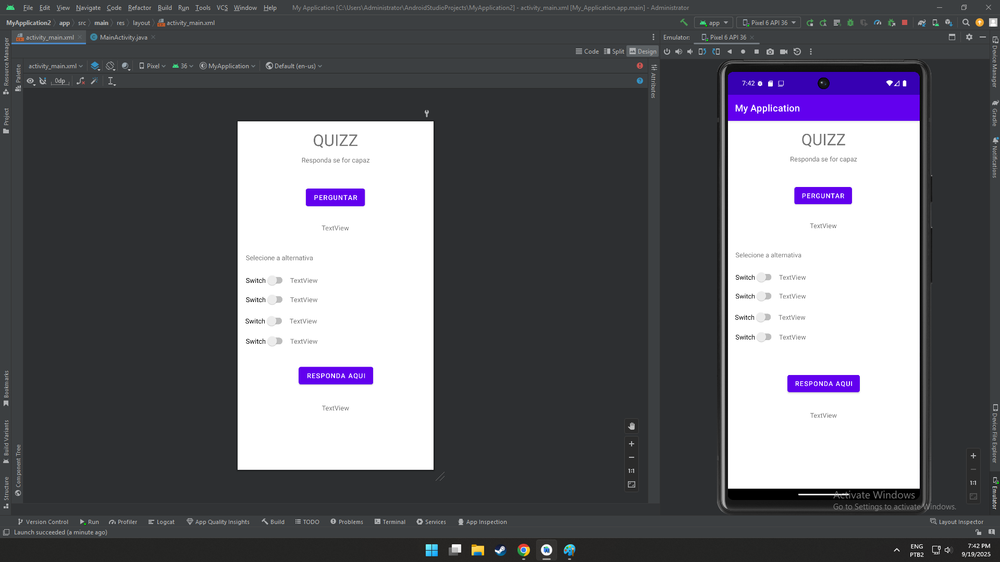 File Edit View Navigate Code Refactor Build Run Tools VCS Window Help My Application [C:\Users\Administrator\AndroidStudioProjects\MyApplication2] - activity_main.xml [My_Application.app.main] - Administrator
MyApplication2 app src main res layout activity_main.xml
app Pixel 6 API 36
activity_main.xml MainActivity.java
Emulator: Pixel 6 API 36
Code Split Design
activity_main.xml Pixel 36 MyApplication Default (en-us)
0dp
Resource Manager
Project
Bookmarks
Build Variants
Structure
Palette
Component Tree
Attributes
QUIZZ
Responda se for capaz
PERGUNTAR
TextView
Selecione a alternativa
Switch TextView
Switch TextView
Switch TextView
Switch TextView
RESPONDA AQUI
TextView
1:1
7:42
My Application
QUIZZ
Responda se for capaz
PERGUNTAR
TextView
Selecione a alternativa
Switch TextView
Switch TextView
Switch TextView
Switch TextView
RESPONDA AQUI
TextView
1:1
Activate Windows
Go to Settings to activate Windows.
Device Manager
Gradle
Notifications
Device File Explorer
Emulator
Version Control Run Profiler Logcat App Quality Insights Build TODO Problems Terminal Services App Inspection Layout Inspector
Launch succeeded (a minute ago)
ENG
PTB2
7:42 PM
9/19/2025